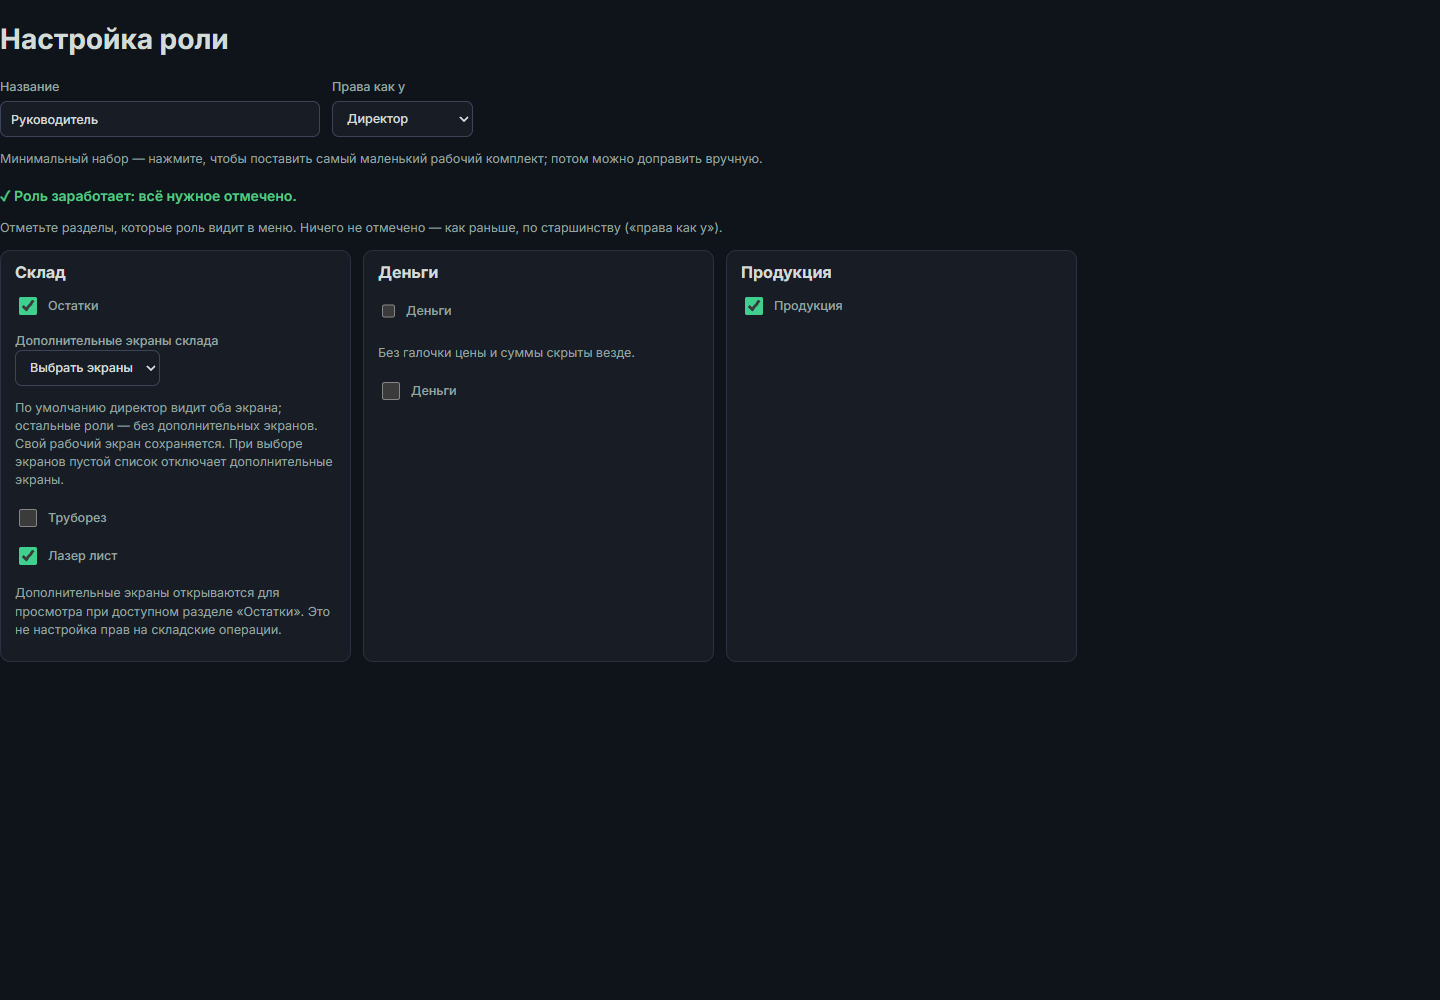 Настройка роли
Название
Права как у
Руководитель
Директор
Минимальный набор — нажмите, чтобы поставить самый маленький рабочий комплект; потом можно доправить вручную.
✓ Роль заработает: всё нужное отмечено.
Отметьте разделы, которые роль видит в меню. Ничего не отмечено — как раньше, по старшинству («права как у»).
Склад
Остатки
Дополнительные экраны склада
Выбрать экраны
По умолчанию директор видит оба экрана;
остальные роли — без дополнительных экранов.
Свой рабочий экран сохраняется. При выборе
экранов пустой список отключает дополнительные
экраны.
Труборез
Лазер лист
Дополнительные экраны открываются для
просмотра при доступном разделе «Остатки». Это
не настройка прав на складские операции.
Деньги
Деньги
Без галочки цены и суммы скрыты везде.
Деньги
Продукция
Продукция